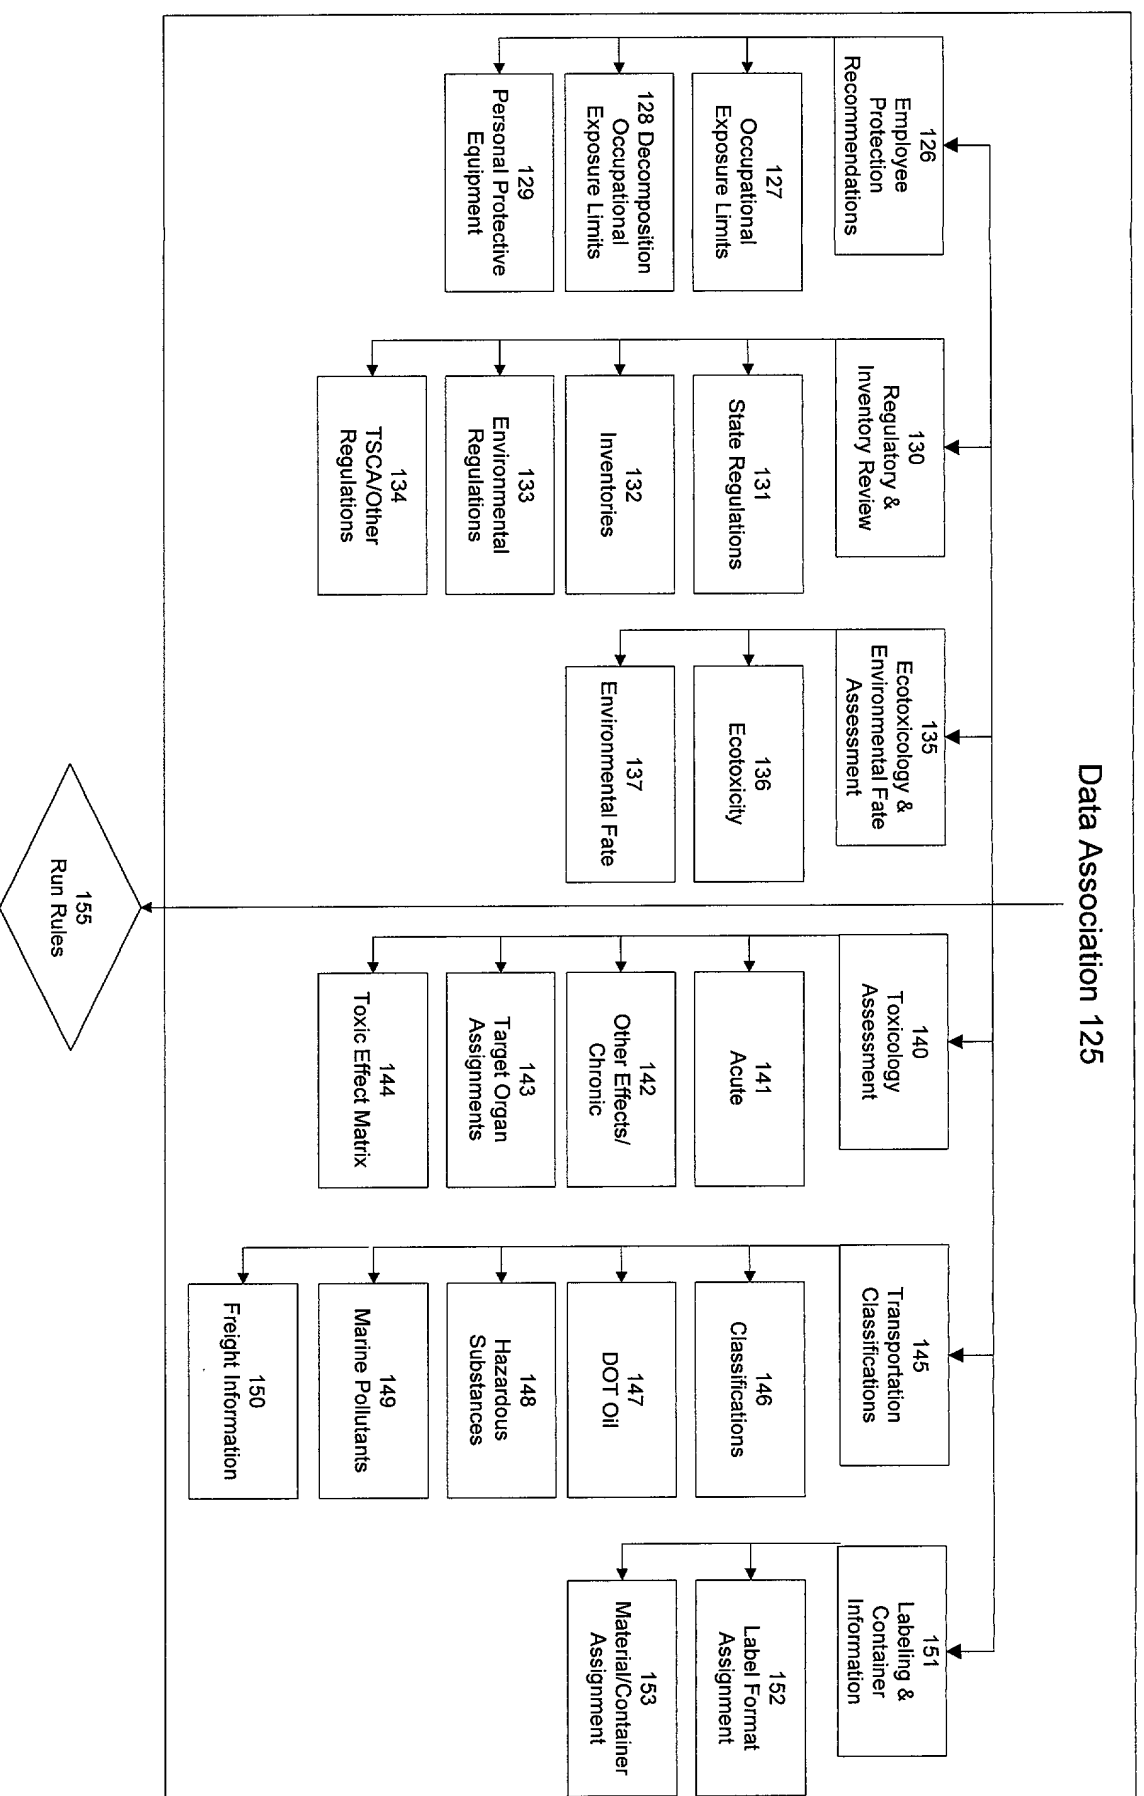 Data Association 125
126
Employee
Protection
Recommendations
127
Occupational
Exposure Limits
128 Decomposition
Occupational
Exposure Limits
129
Personal Protective
Equipment
130
Regulatory &
Inventory Review
131
State Regulations
132
Inventories
133
Environmental
Regulations
134
TSCA/Other
Regulations
135
Ecotoxicology &
Environmental Fate
Assessment
136
Ecotoxicity
137
Environmental Fate
140
Toxicology
Assessment
141
Acute
142
Other Effects/
Chronic
143
Target Organ
Assignments
144
Toxic Effect Matrix
145
Transportation
Classifications
146
Classifications
147
DOT Oil
148
Hazardous
Substances
149
Marine Pollutants
150
Freight Information
151
Labeling &
Container
Information
152
Label Format
Assignment
153
Material/Container
Assignment
155
Run Rules